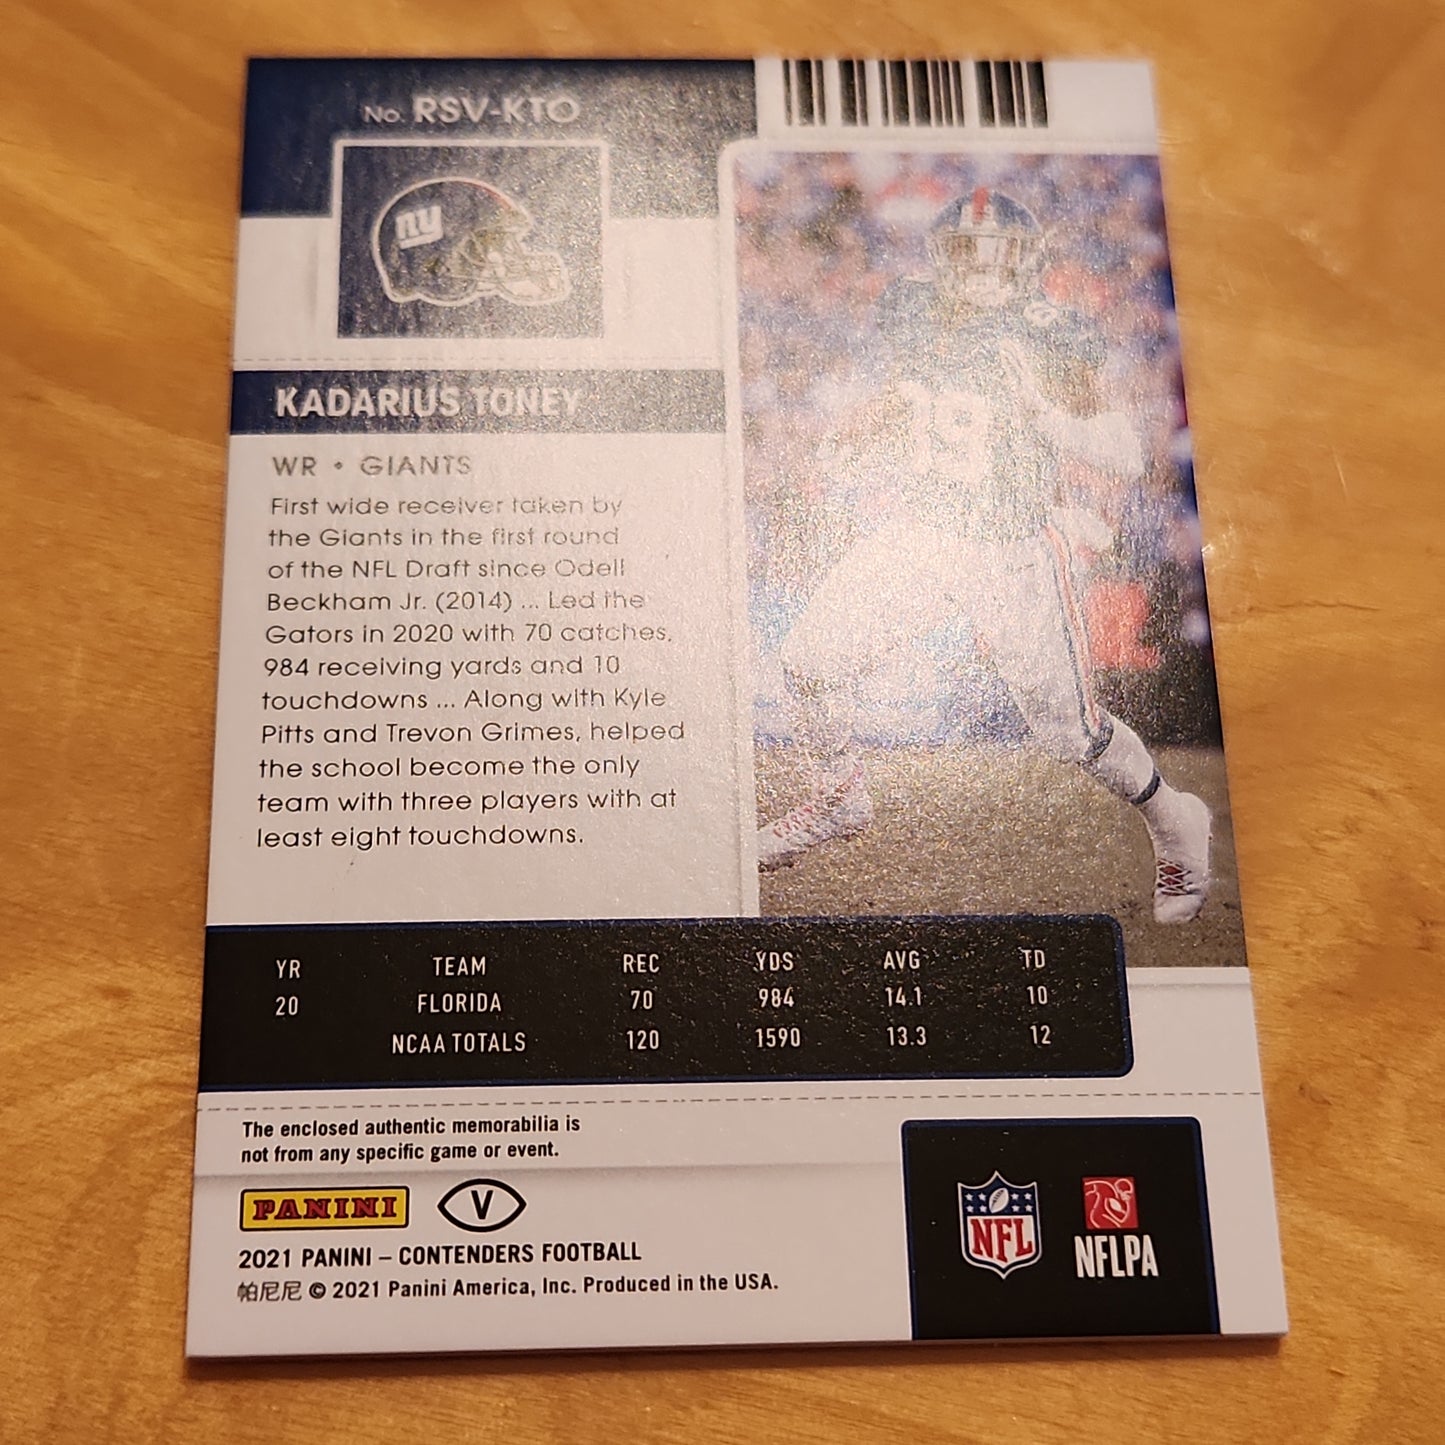 No. RSV-KTO
ny
KADARIUS TONEY
WR • GIANTS
First wide receiver taken by
the Giants in the first round
of the NFL Draft since Odell
Beckham Jr. (2014) ... Led the
Gators in 2020 with 70 catches,
984 receiving yards and 10
touchdowns ... Along with Kyle
Pitts and Trevon Grimes, helped
the school become the only
team with three players with at
least eight touchdowns.
19
YR TEAM REC YDS AVG TD
20 FLORIDA 70 984 14.1 10
NCAA TOTALS 120 1590 13.3 12
The enclosed authentic memorabilia is
not from any specific game or event.
PANINI V
2021 PANINI – CONTENDERS FOOTBALL
帕尼尼 © 2021 Panini America, Inc. Produced in the USA.
NFL
NFLPA